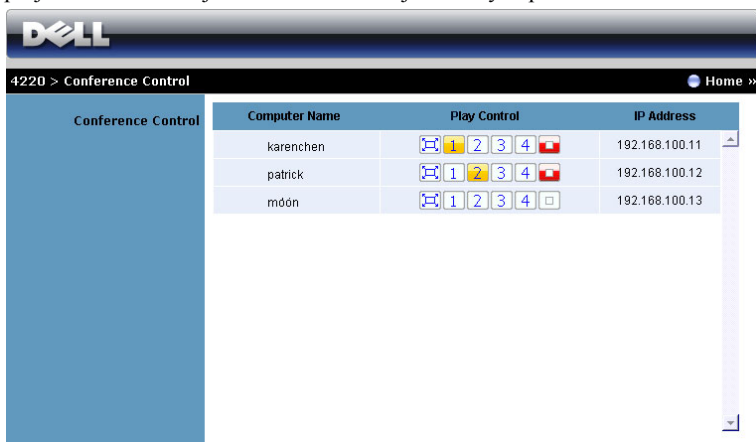 DELL
4220 > Conference Control
Home »
Conference Control
Computer Name Play Control IP Address
karenchen 1 2 3 4 192.168.100.11
patrick 1 2 3 4 192.168.100.12
móón 1 2 3 4 192.168.100.13